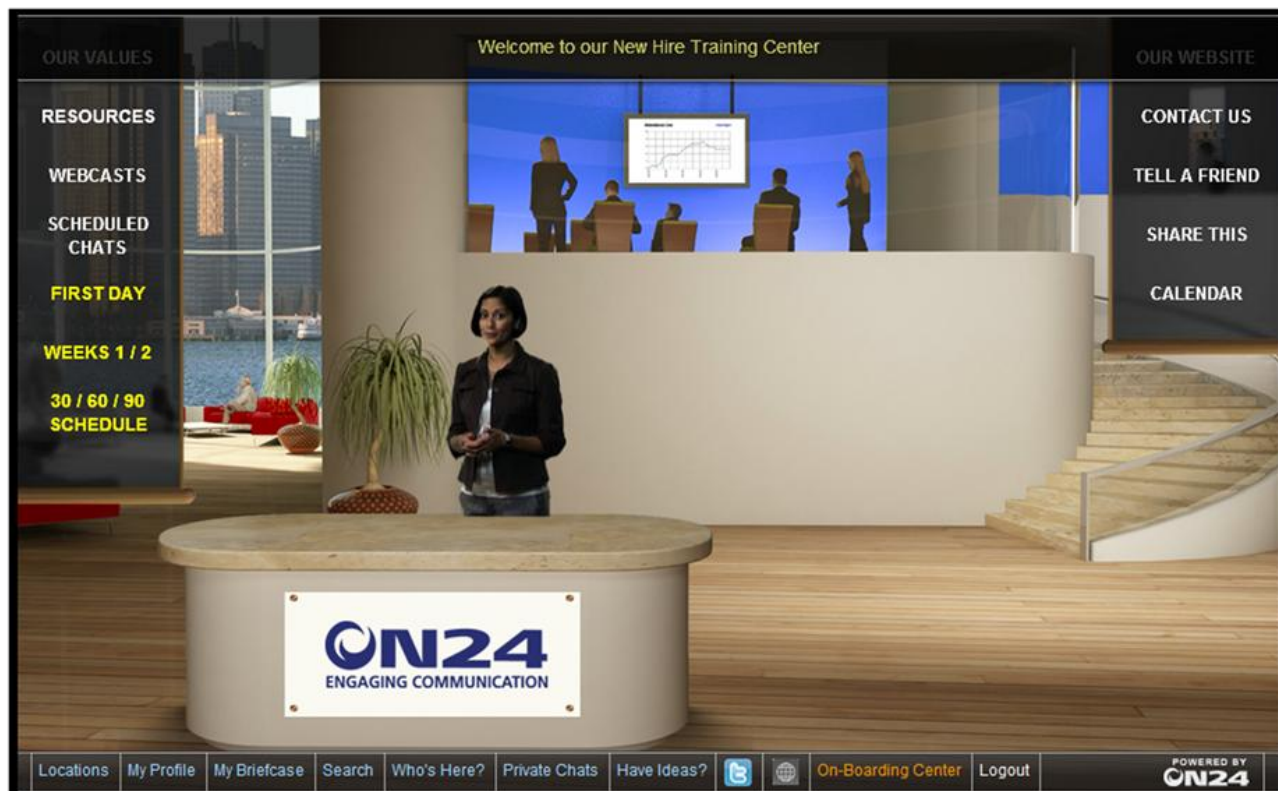 Welcome to our New Hire Training Center
OUR VALUES
RESOURCES
WEBCASTS
SCHEDULED
CHATS
FIRST DAY
WEEKS 1 / 2
30 / 60 / 90
SCHEDULE
OUR WEBSITE
CONTACT US
TELL A FRIEND
SHARE THIS
CALENDAR
ON24
ENGAGING COMMUNICATION
Locations My Profile My Briefcase Search Who's Here? Private Chats Have Ideas? On-Boarding Center Logout
POWERED BY
ON24